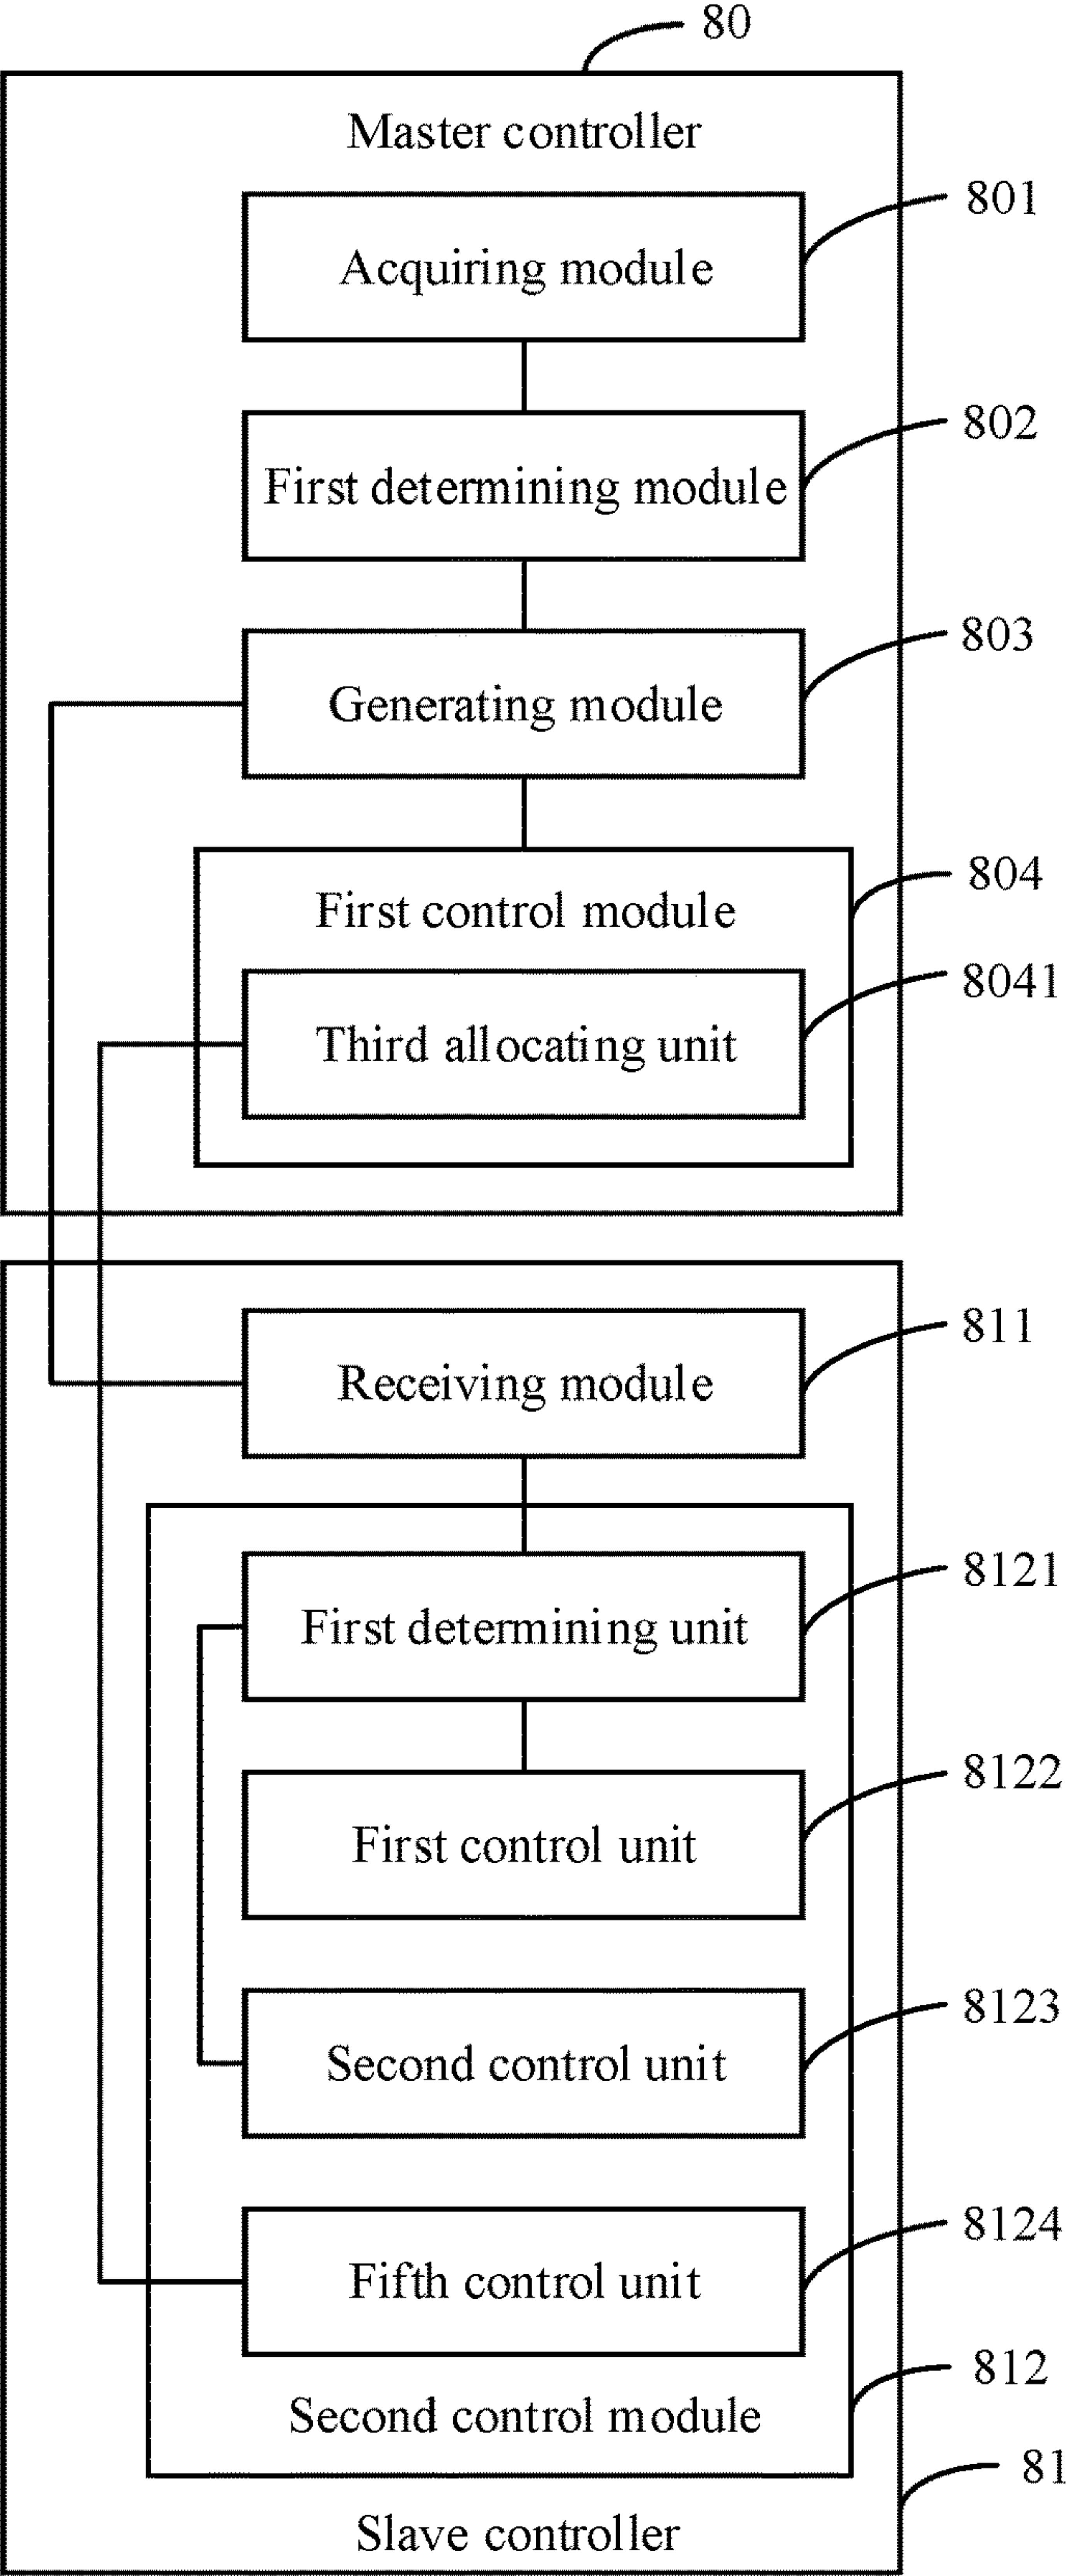 80
Master controller
801
Acquiring module
802
First determining module
803
Generating module
804
First control module
8041
Third allocating unit
811
Receiving module
8121
First determining unit
8122
First control unit
8123
Second control unit
8124
Fifth control unit
812
Second control module
81
Slave controller